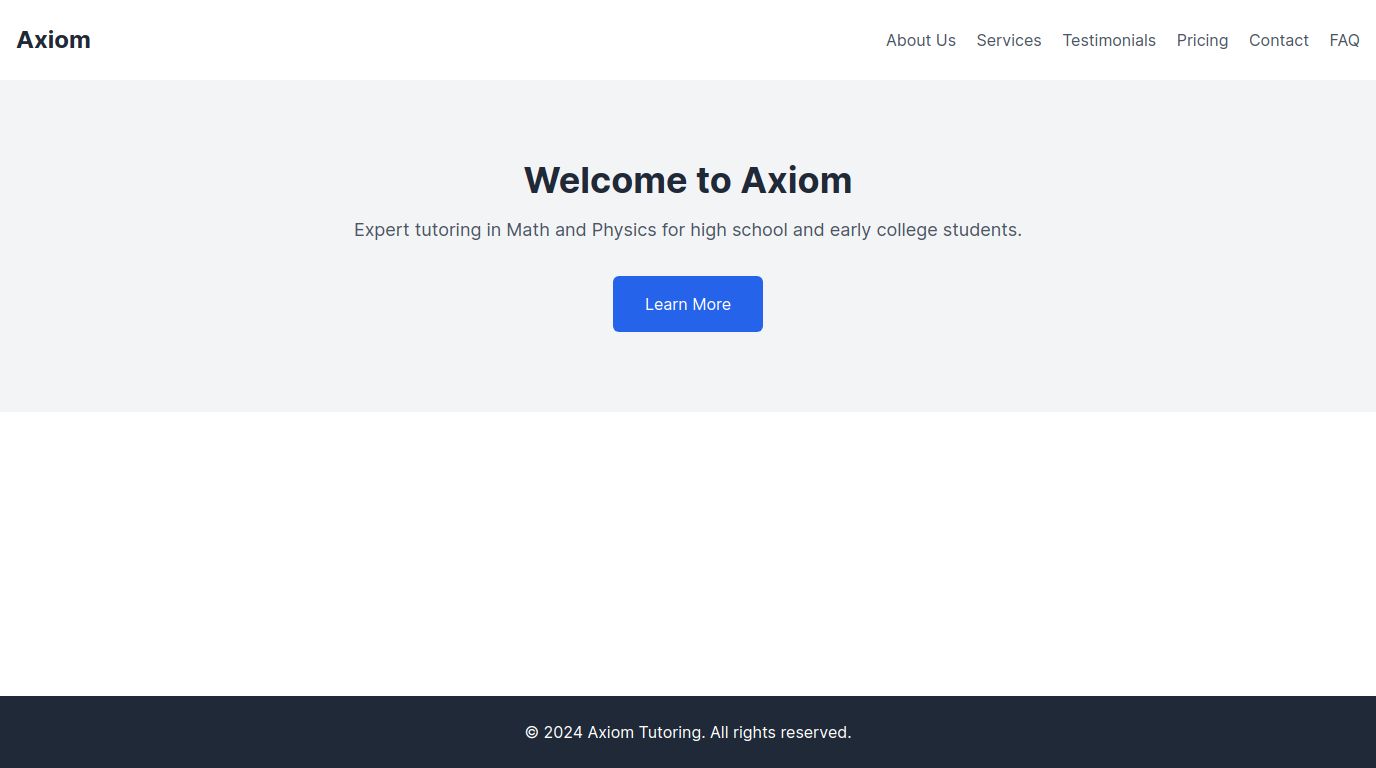 Axiom
About Us Services Testimonials Pricing Contact FAQ
Welcome to Axiom
Expert tutoring in Math and Physics for high school and early college students.
Learn More
© 2024 Axiom Tutoring. All rights reserved.